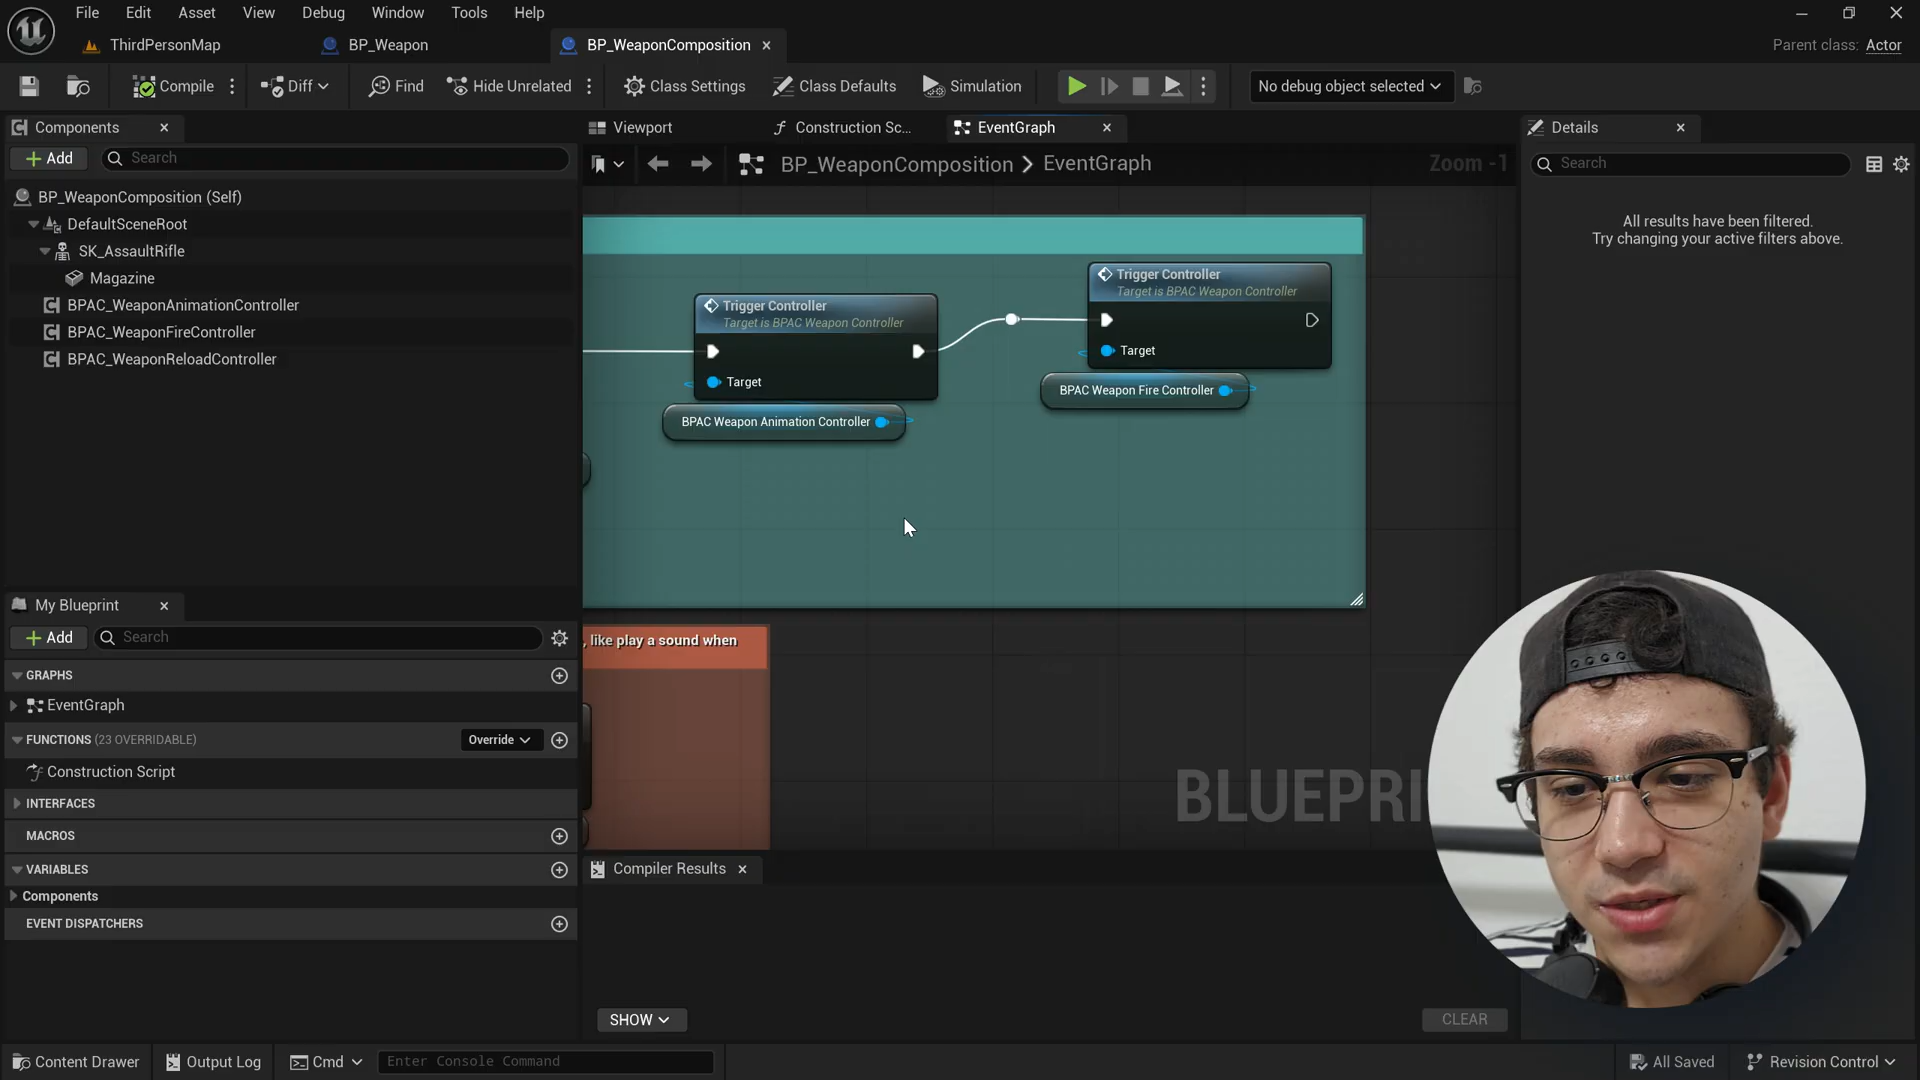 File Edit Asset View Debug Window Tools Help
ThirdPersonMap BP_Weapon BP_WeaponComposition Parent class: Actor
Compile Diff Find Hide Unrelated Class Settings Class Defaults Simulation No debug object selected
Components
Add Search
BP_WeaponComposition (Self)
DefaultSceneRoot
SK_AssaultRifle
Magazine
BPAC_WeaponAnimationController
BPAC_WeaponFireController
BPAC_WeaponReloadController
My Blueprint
Add Search
GRAPHS
EventGraph
FUNCTIONS (23 OVERRIDABLE) Override
Construction Script
INTERFACES
MACROS
VARIABLES
Components
EVENT DISPATCHERS
Viewport Construction Sc... EventGraph
BP_WeaponComposition > EventGraph Zoom -1
Trigger Controller
Target is BPAC Weapon Controller
Target
BPAC Weapon Animation Controller
Trigger Controller
Target is BPAC Weapon Controller
Target
BPAC Weapon Fire Controller
, like play a sound when
BLUEPRI
Compiler Results
SHOW CLEAR
Details
Search
All results have been filtered.
Try changing your active filters above.
Content Drawer Output Log Cmd Enter Console Command All Saved Revision Control